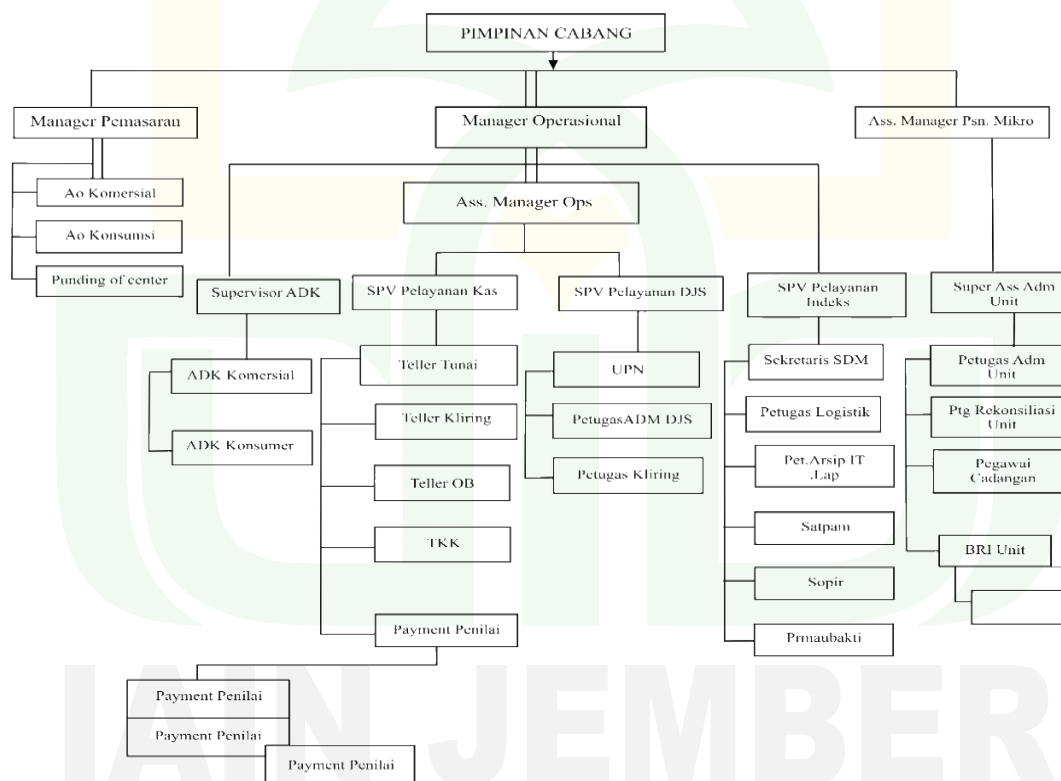 PIMPINAN CABANG
Manager Pemasaran
Manager Operasional
Ass. Manager Psn. Mikro
Ao Komersial
Ao Konsumsi
Punding of center
Ass. Manager Ops
Supervisor ADK
SPV Pelayanan Kas
SPV Pelayanan DJS
SPV Pelayanan
Indeks
Super Ass Adm
Unit
ADK Komersial
ADK Konsumer
Teller Tunai
Teller Kliring
Teller OB
TKK
Payment Penilai
UPN
PetugasADM DJS
Petugas Kliring
Sekretaris SDM
Petugas Logistik
Pet.Arsip IT
.Lap
Satpam
Sopir
Prmaubakti
Petugas Adm
Unit
Ptg Rekonsiliasi
Unit
Pegawai
Cadangan
BRI Unit
Payment Penilai
Payment Penilai
Payment Penilai
IAIN JEMBER